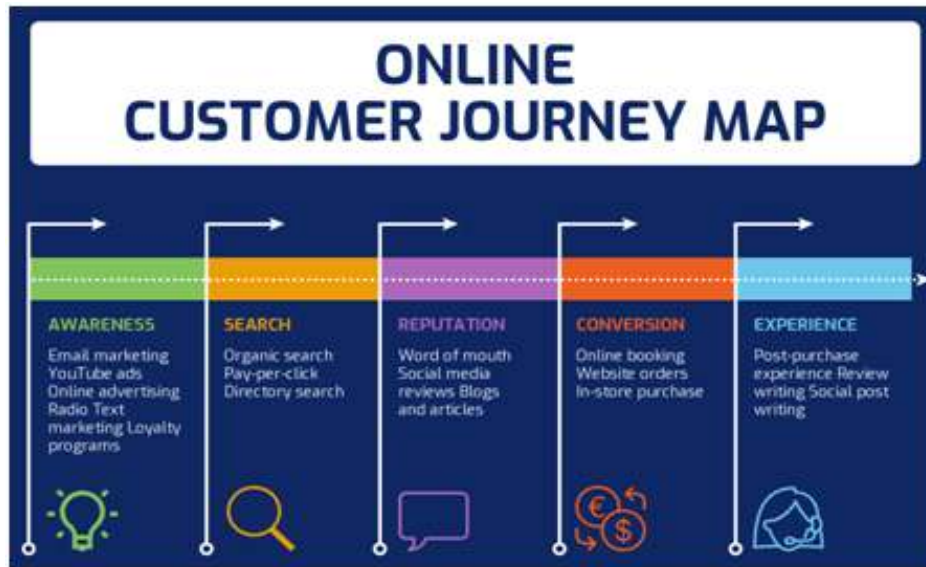 ONLINE
CUSTOMER JOURNEY MAP
AWARENESS
Email marketing
YouTube ads
Online advertising
Radio Text
marketing Loyalty
programs
SEARCH
Organic search
Pay-per-click
Directory search
REPUTATION
Word of mouth
Social media
reviews Blogs
and articles
CONVERSION
Online booking
Website orders
In-store purchase
EXPERIENCE
Post-purchase
experience Review
writing Social post
writing
€
$